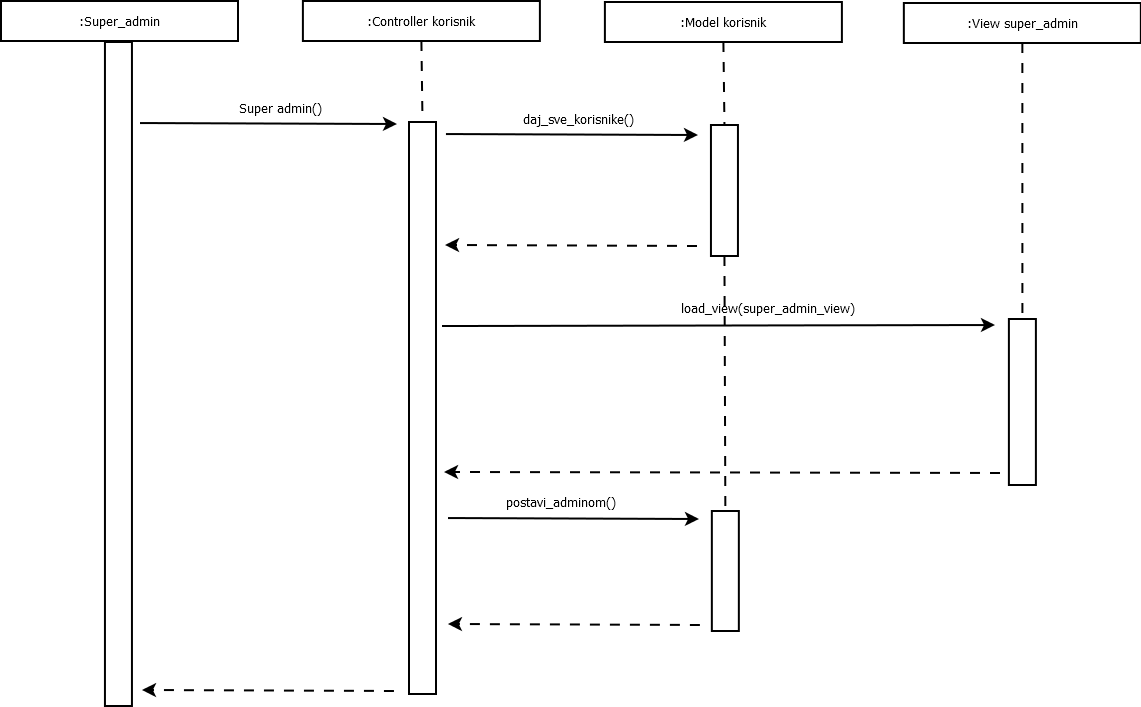 :Super_admin
:Controller korisnik
:Model korisnik
:View super_admin
Super admin()
daj_sve_korisnike()
load_view(super_admin_view)
postavi_adminom()